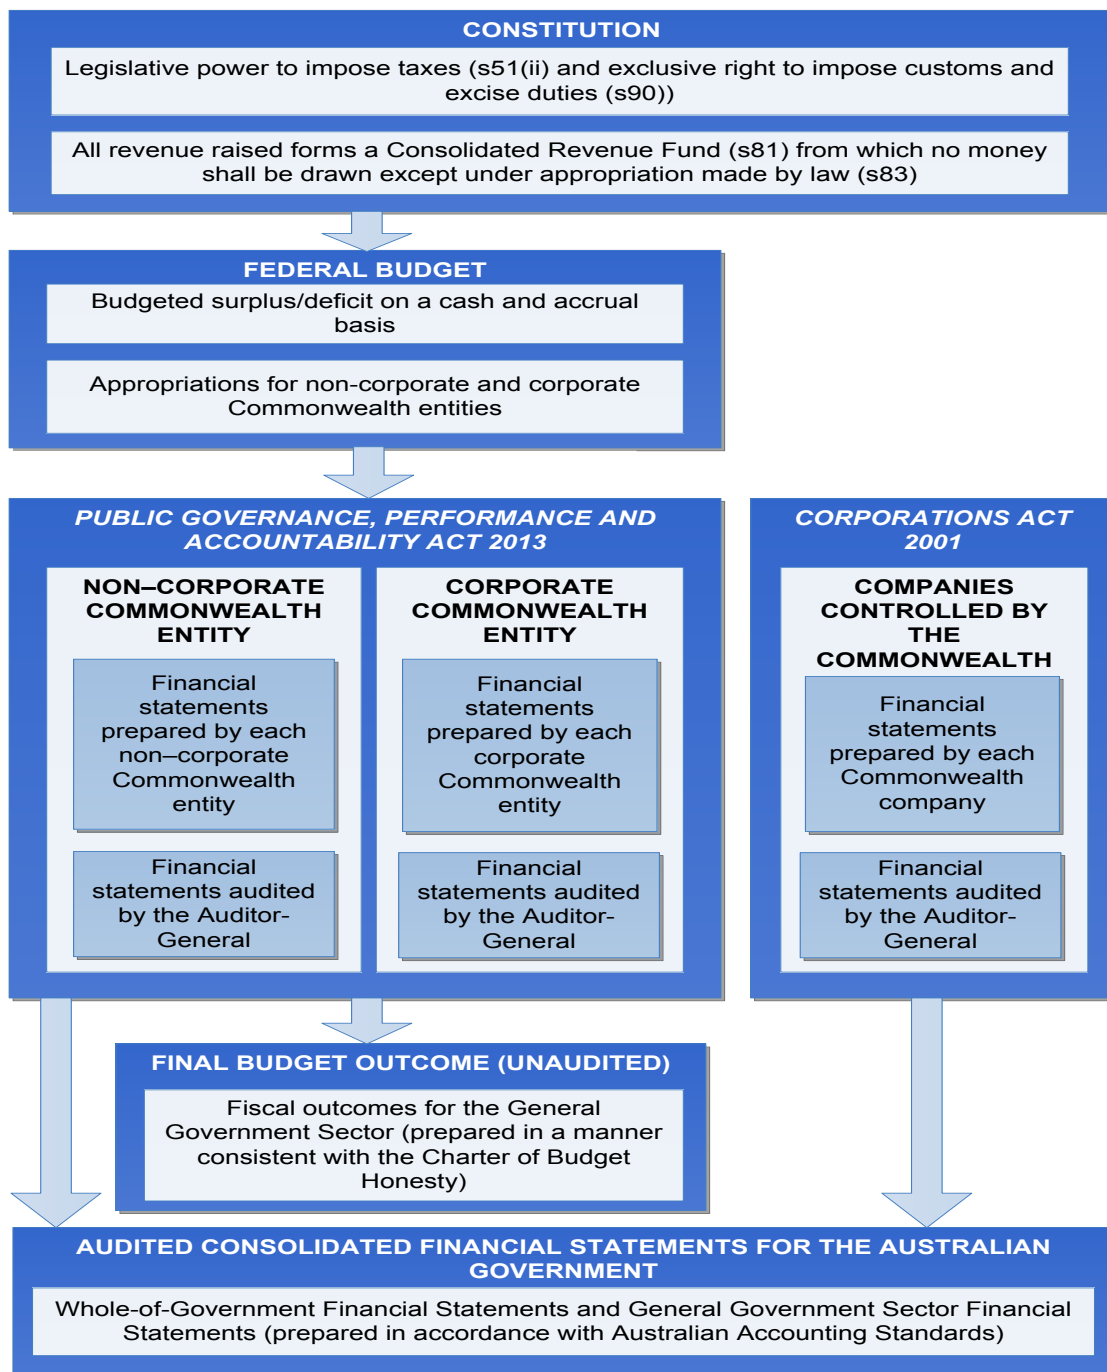 CONSTITUTION
Legislative power to impose taxes (s51(ii) and exclusive right to impose customs and
excise duties (s90))
All revenue raised forms a Consolidated Revenue Fund (s81) from which no money
shall be drawn except under appropriation made by law (s83)
FEDERAL BUDGET
Budgeted surplus/deficit on a cash and accrual
basis
Appropriations for non-corporate and corporate
Commonwealth entities
PUBLIC GOVERNANCE, PERFORMANCE AND
ACCOUNTABILITY ACT 2013
NON–CORPORATE
COMMONWEALTH
ENTITY
Financial
statements
prepared by each
non–corporate
Commonwealth
entity
Financial
statements audited
by the Auditor-
General
CORPORATE
COMMONWEALTH
ENTITY
Financial
statements
prepared by each
corporate
Commonwealth
entity
Financial
statements audited
by the Auditor-
General
CORPORATIONS ACT
2001
COMPANIES
CONTROLLED BY
THE
COMMONWEALTH
Financial
statements
prepared by each
Commonwealth
company
Financial
statements audited
by the Auditor-
General
FINAL BUDGET OUTCOME (UNAUDITED)
Fiscal outcomes for the General
Government Sector (prepared in a manner
consistent with the Charter of Budget
Honesty)
AUDITED CONSOLIDATED FINANCIAL STATEMENTS FOR THE AUSTRALIAN
GOVERNMENT
Whole-of-Government Financial Statements and General Government Sector Financial
Statements (prepared in accordance with Australian Accounting Standards)